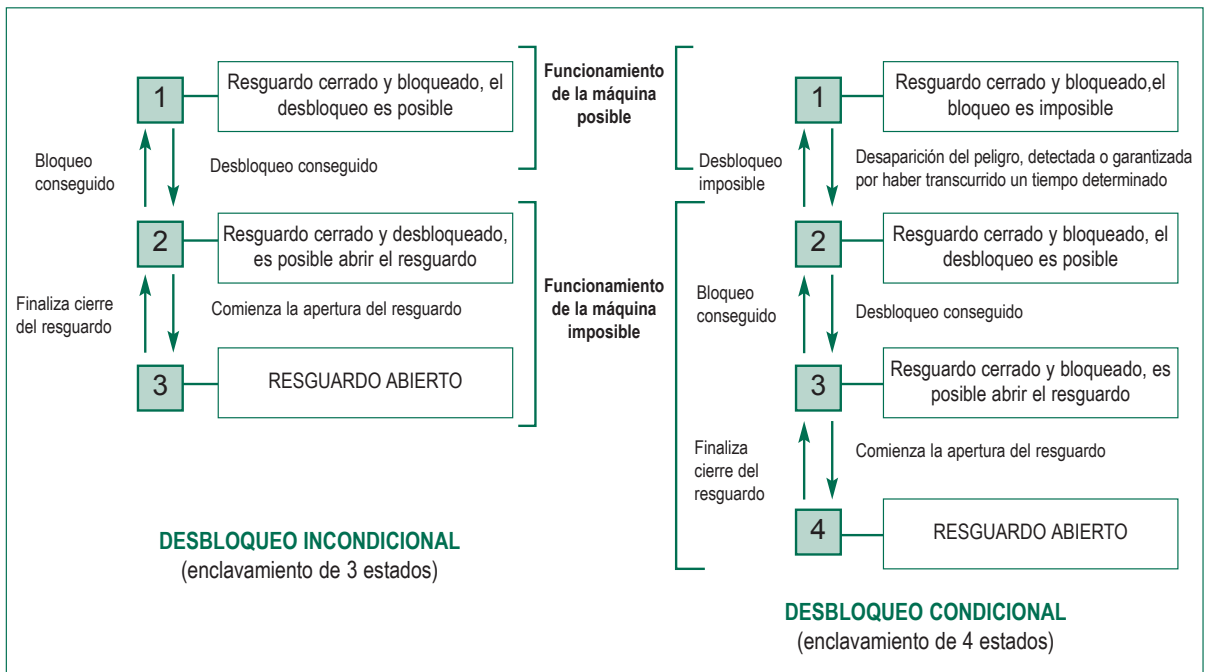 1
Resguardo cerrado y bloqueado, el
desbloqueo es posible
Bloqueo
conseguido
Desbloqueo conseguido
2
Resguardo cerrado y desbloqueado,
es posible abrir el resguardo
Finaliza cierre
del resguardo
Comienza la apertura del resguardo
3
RESGUARDO ABIERTO
DESBLOQUEO INCONDICIONAL
(enclavamiento de 3 estados)
Funcionamiento
de la máquina
posible
Funcionamiento
de la máquina
imposible
1
Resguardo cerrado y bloqueado,el
bloqueo es imposible
Desbloqueo
imposible
Desaparición del peligro, detectada o garantizada
por haber transcurrido un tiempo determinado
2
Resguardo cerrado y bloqueado, el
desbloqueo es posible
Bloqueo
conseguido
Desbloqueo conseguido
3
Resguardo cerrado y bloqueado, es
posible abrir el resguardo
Finaliza
cierre del
resguardo
Comienza la apertura del resguardo
4
RESGUARDO ABIERTO
DESBLOQUEO CONDICIONAL
(enclavamiento de 4 estados)